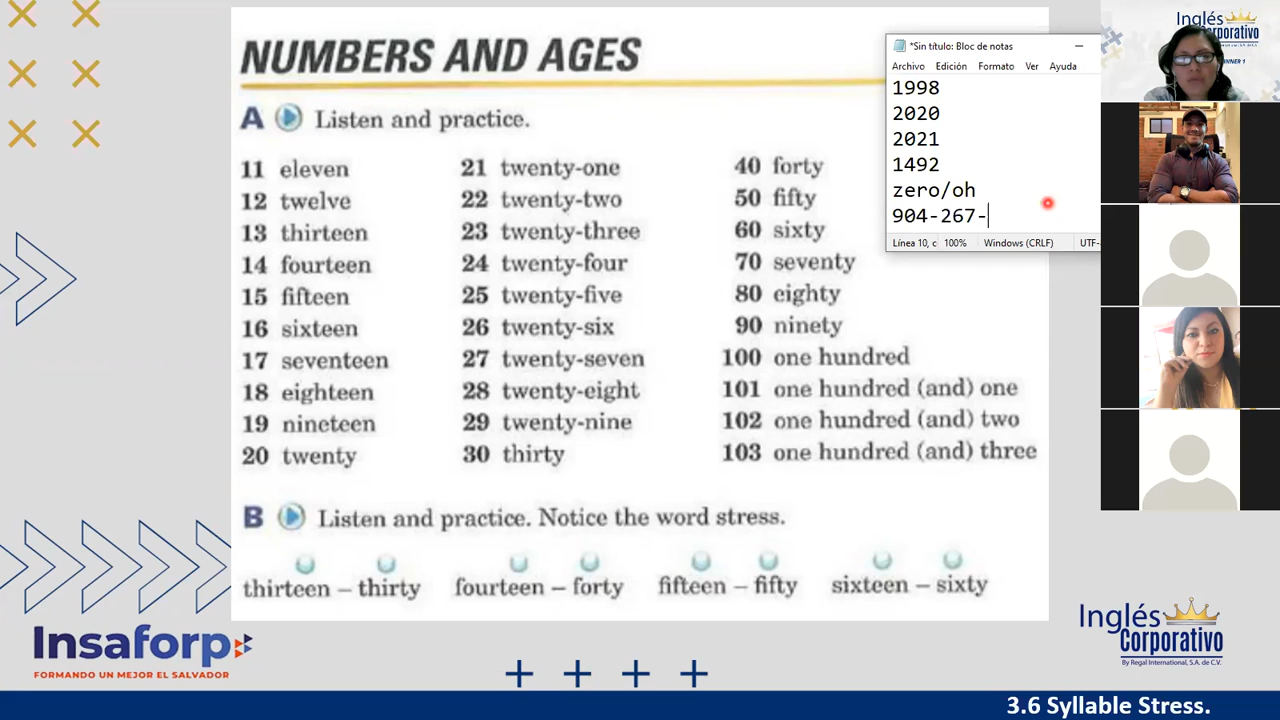 NUMBERS AND AGES
A Listen and practice.
11 eleven
12 twelve
13 thirteen
14 fourteen
15 fifteen
16 sixteen
17 seventeen
18 eighteen
19 nineteen
20 twenty
21 twenty-one
22 twenty-two
23 twenty-three
24 twenty-four
25 twenty-five
26 twenty-six
27 twenty-seven
28 twenty-eight
29 twenty-nine
30 thirty
40 forty
50 fifty
60 sixty
70 seventy
80 eighty
90 ninety
100 one hundred
101 one hundred (and) one
102 one hundred (and) two
103 one hundred (and) three
B Listen and practice. Notice the word stress.
thirteen – thirty fourteen – forty fifteen – fifty sixteen – sixty
*Sin título: Bloc de notas
Archivo Edición Formato Ver Ayuda
1998
2020
2021
1492
zero/oh
904-267-
Línea 10, c 100% Windows (CRLF) UTF-
Inglés
Corporativo
Insaforp
FORMANDO UN MEJOR EL SALVADOR
Inglés
Corporativo
By Regal International, S.A. de C.V.
3.6 Syllable Stress.